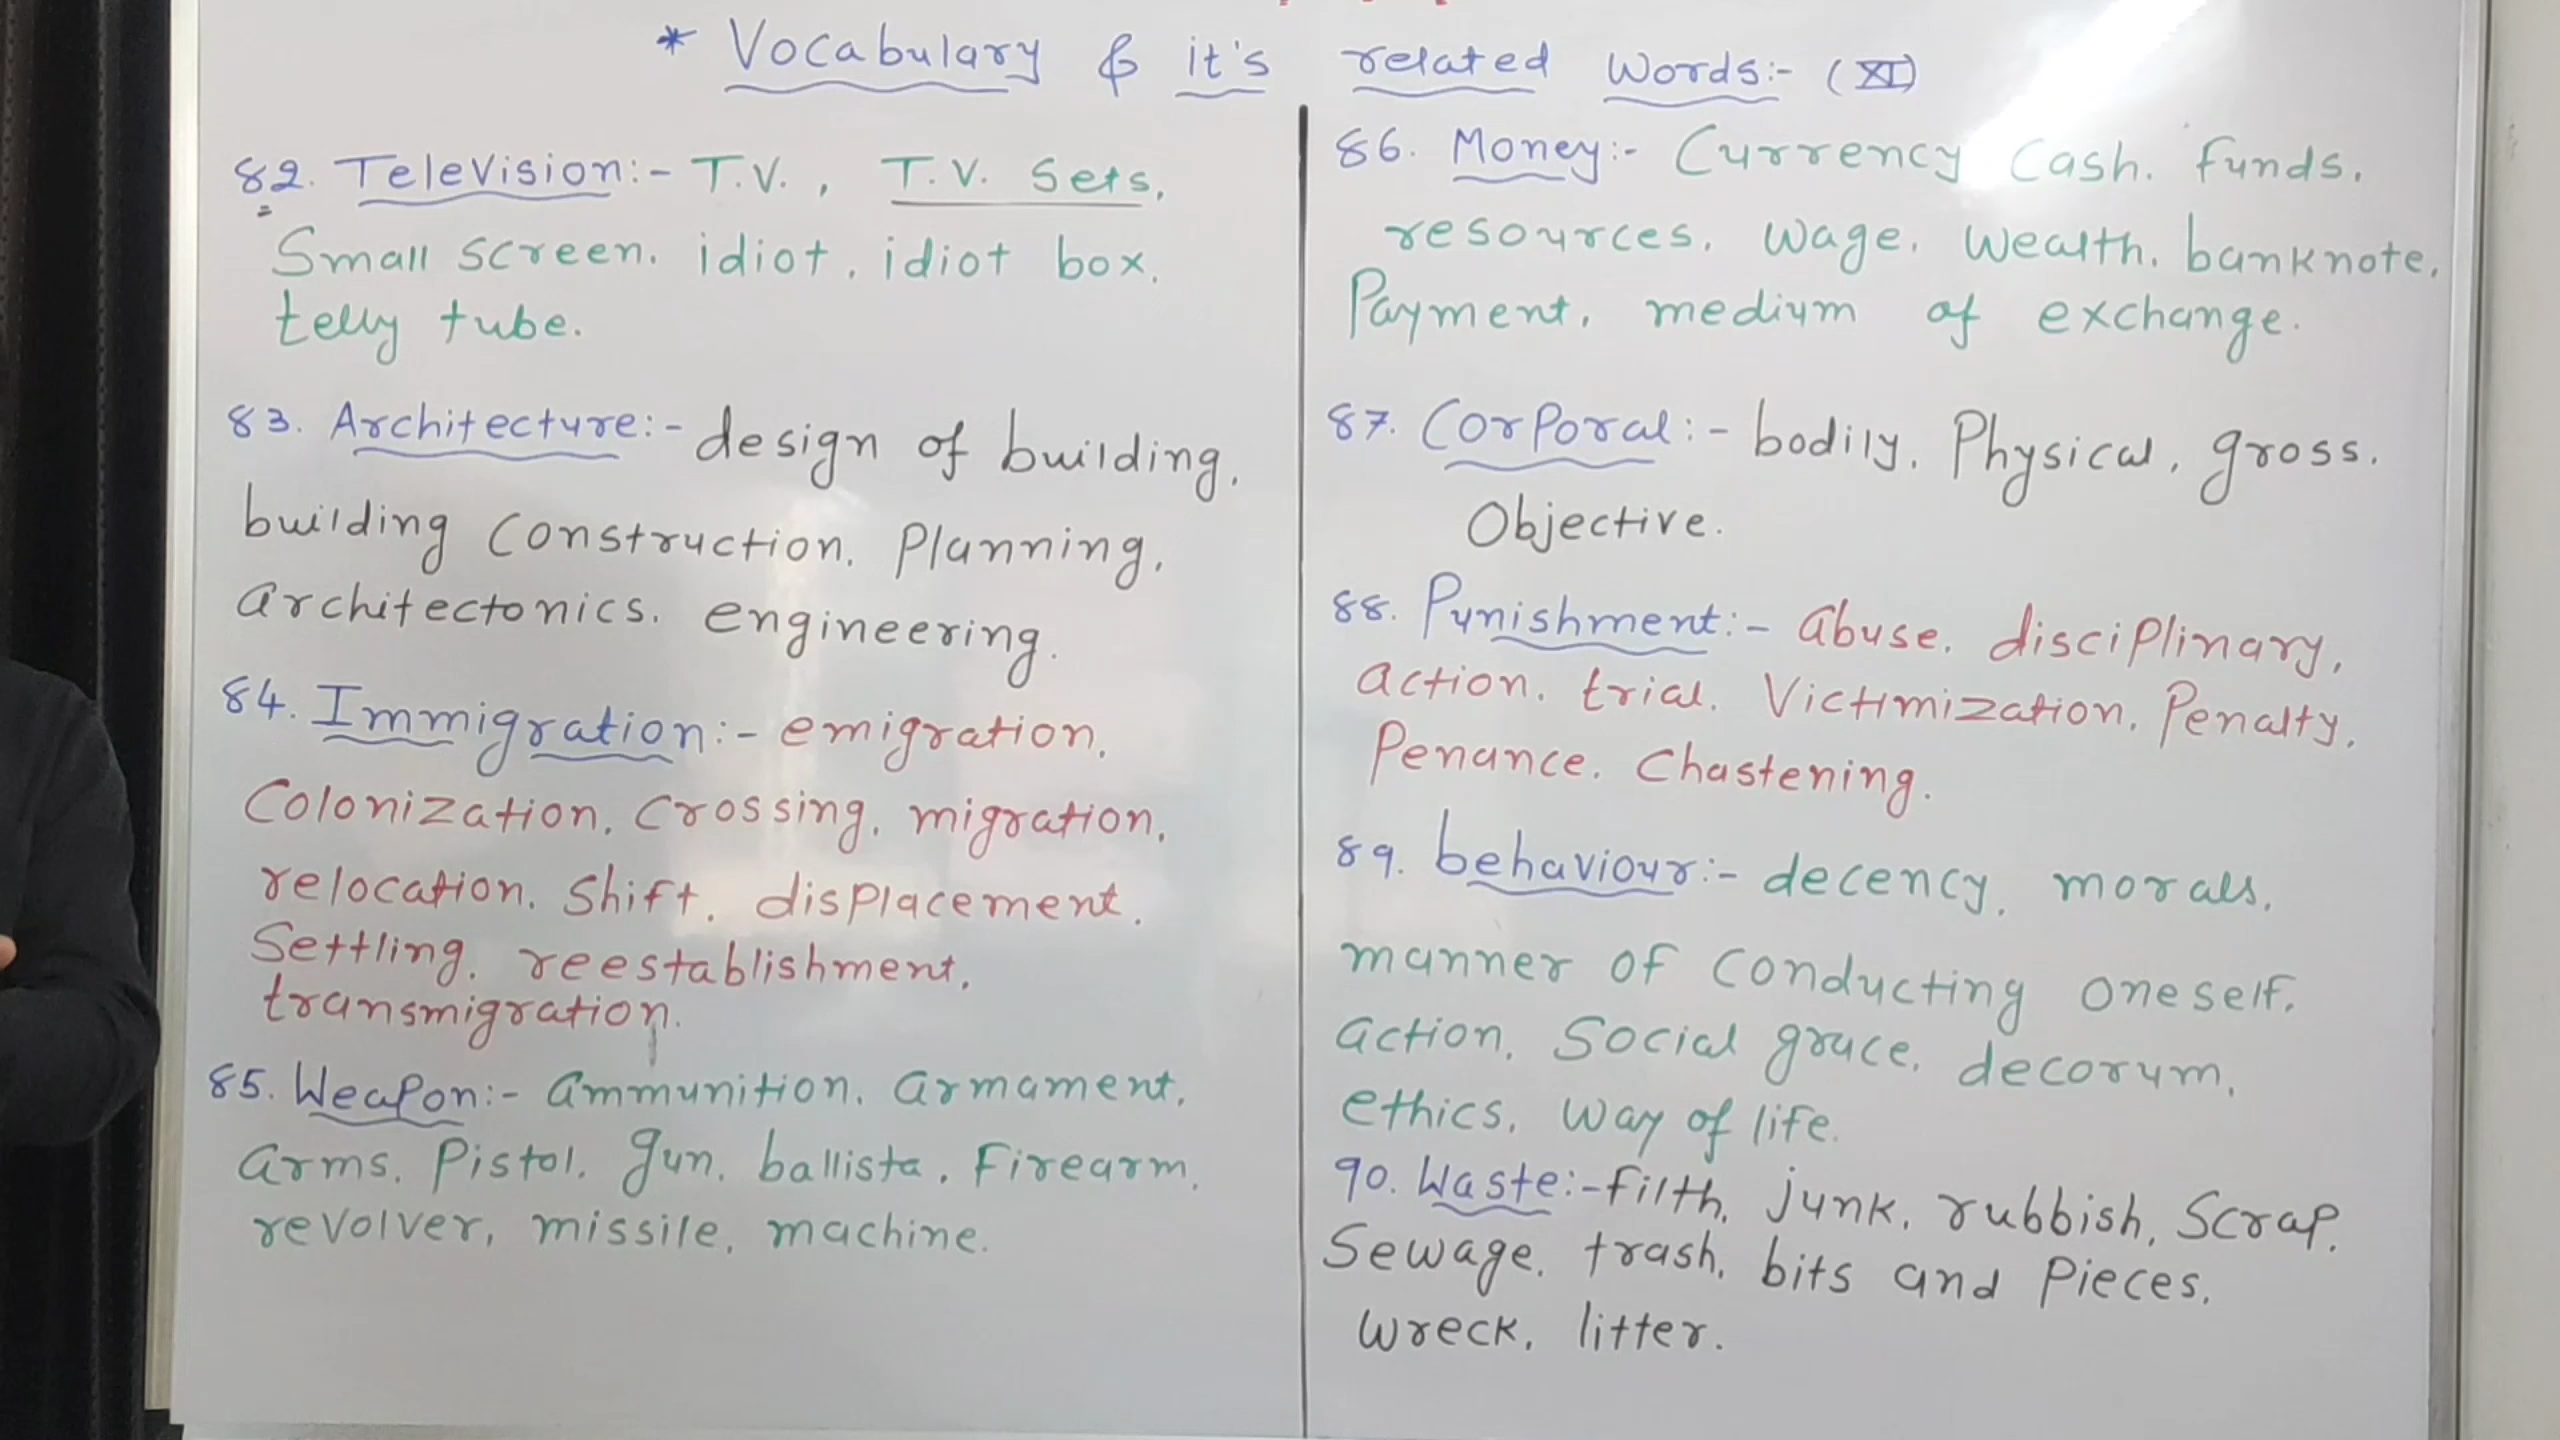 * Vocabulary & it's related Words:- (XI)
82. Television:- T.V., T.V. Sets,
Small screen, idiot, idiot box,
telly tube.
83. Architecture:- design of building,
building Construction, Planning,
Architectonics, engineering.
84. Immigration:- emigration,
Colonization, Crossing, migration,
relocation, Shift, displacement,
Settling, reestablishment,
transmigration.
85. Weapon:- ammunition, armament,
arms, Pistol, gun, ballista, Firearm,
revolver, missile, machine.
86. Money:- Currency Cash, funds,
resources, wage, wealth, banknote,
Payment, medium of exchange.
87. Corporal:- bodily, Physical, gross,
Objective.
88. Punishment:- abuse, disciplinary,
action, trial, Victimization, Penalty,
Penance, Chastening.
89. behaviour:- decency, morals,
manner of Conducting oneself,
action, Social grace, decorum,
ethics, way of life.
90. Waste:- filth, junk, rubbish, Scrap,
Sewage, trash, bits and Pieces,
wreck, litter.